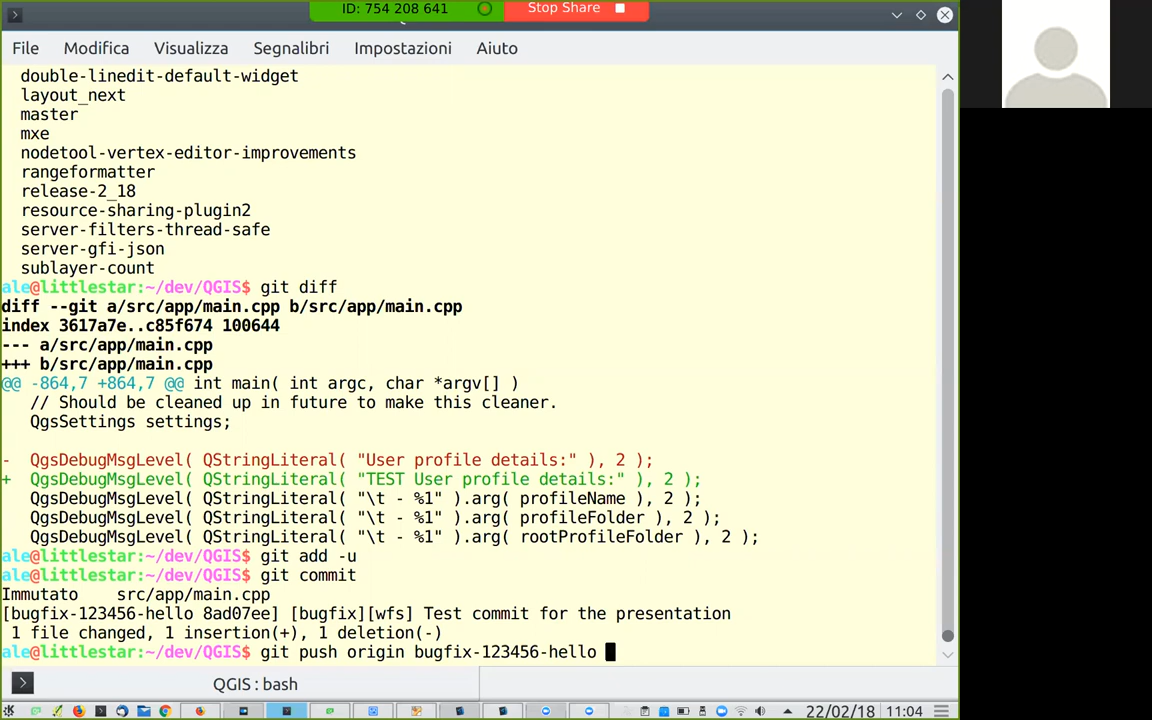 ID: 754 208 641
Stop Share
File Modifica Visualizza Segnalibri Impostazioni Aiuto
double-linedit-default-widget
layout_next
master
mxe
nodetool-vertex-editor-improvements
rangeformatter
release-2_18
resource-sharing-plugin2
server-filters-thread-safe
server-gfi-json
sublayer-count
ale@littlestar:~/dev/QGIS$ git diff
diff --git a/src/app/main.cpp b/src/app/main.cpp
index 3617a7e..c85f674 100644
--- a/src/app/main.cpp
+++ b/src/app/main.cpp
@@ -864,7 +864,7 @@ int main( int argc, char *argv[] )
// Should be cleaned up in future to make this cleaner.
QgsSettings settings;
- QgsDebugMsgLevel( QStringLiteral( "User profile details:" ), 2 );
+ QgsDebugMsgLevel( QStringLiteral( "TEST User profile details:" ), 2 );
QgsDebugMsgLevel( QStringLiteral( "\t - %1" ).arg( profileName ), 2 );
QgsDebugMsgLevel( QStringLiteral( "\t - %1" ).arg( profileFolder ), 2 );
QgsDebugMsgLevel( QStringLiteral( "\t - %1" ).arg( rootProfileFolder ), 2 );
ale@littlestar:~/dev/QGIS$ git add -u
ale@littlestar:~/dev/QGIS$ git commit
Immutato src/app/main.cpp
[bugfix-123456-hello 8ad07ee] [bugfix][wfs] Test commit for the presentation
1 file changed, 1 insertion(+), 1 deletion(-)
ale@littlestar:~/dev/QGIS$ git push origin bugfix-123456-hello
QGIS : bash
22/02/18 11:04